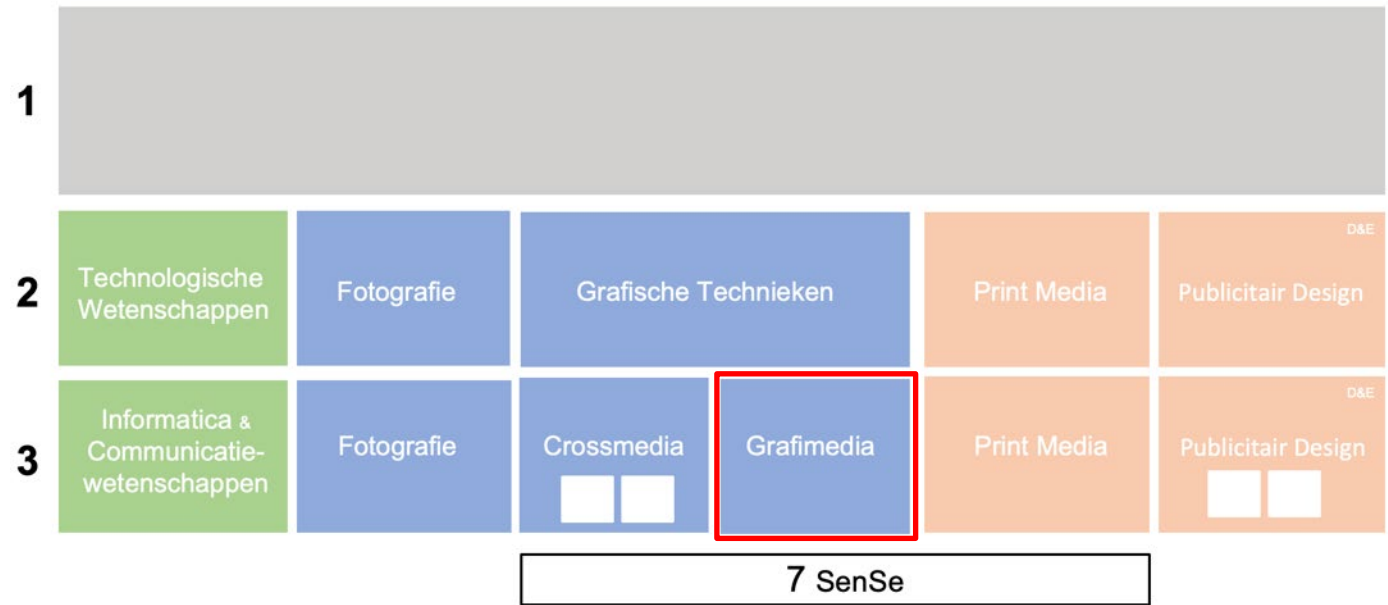 1
2
Technologische
Wetenschappen
Fotografie
Grafische Technieken
Print Media
D&E
Publicitair Design
3
Informatica &
Communicatie-
wetenschappen
Fotografie
Crossmedia
Grafimedia
Print Media
D&E
Publicitair Design
7 SenSe